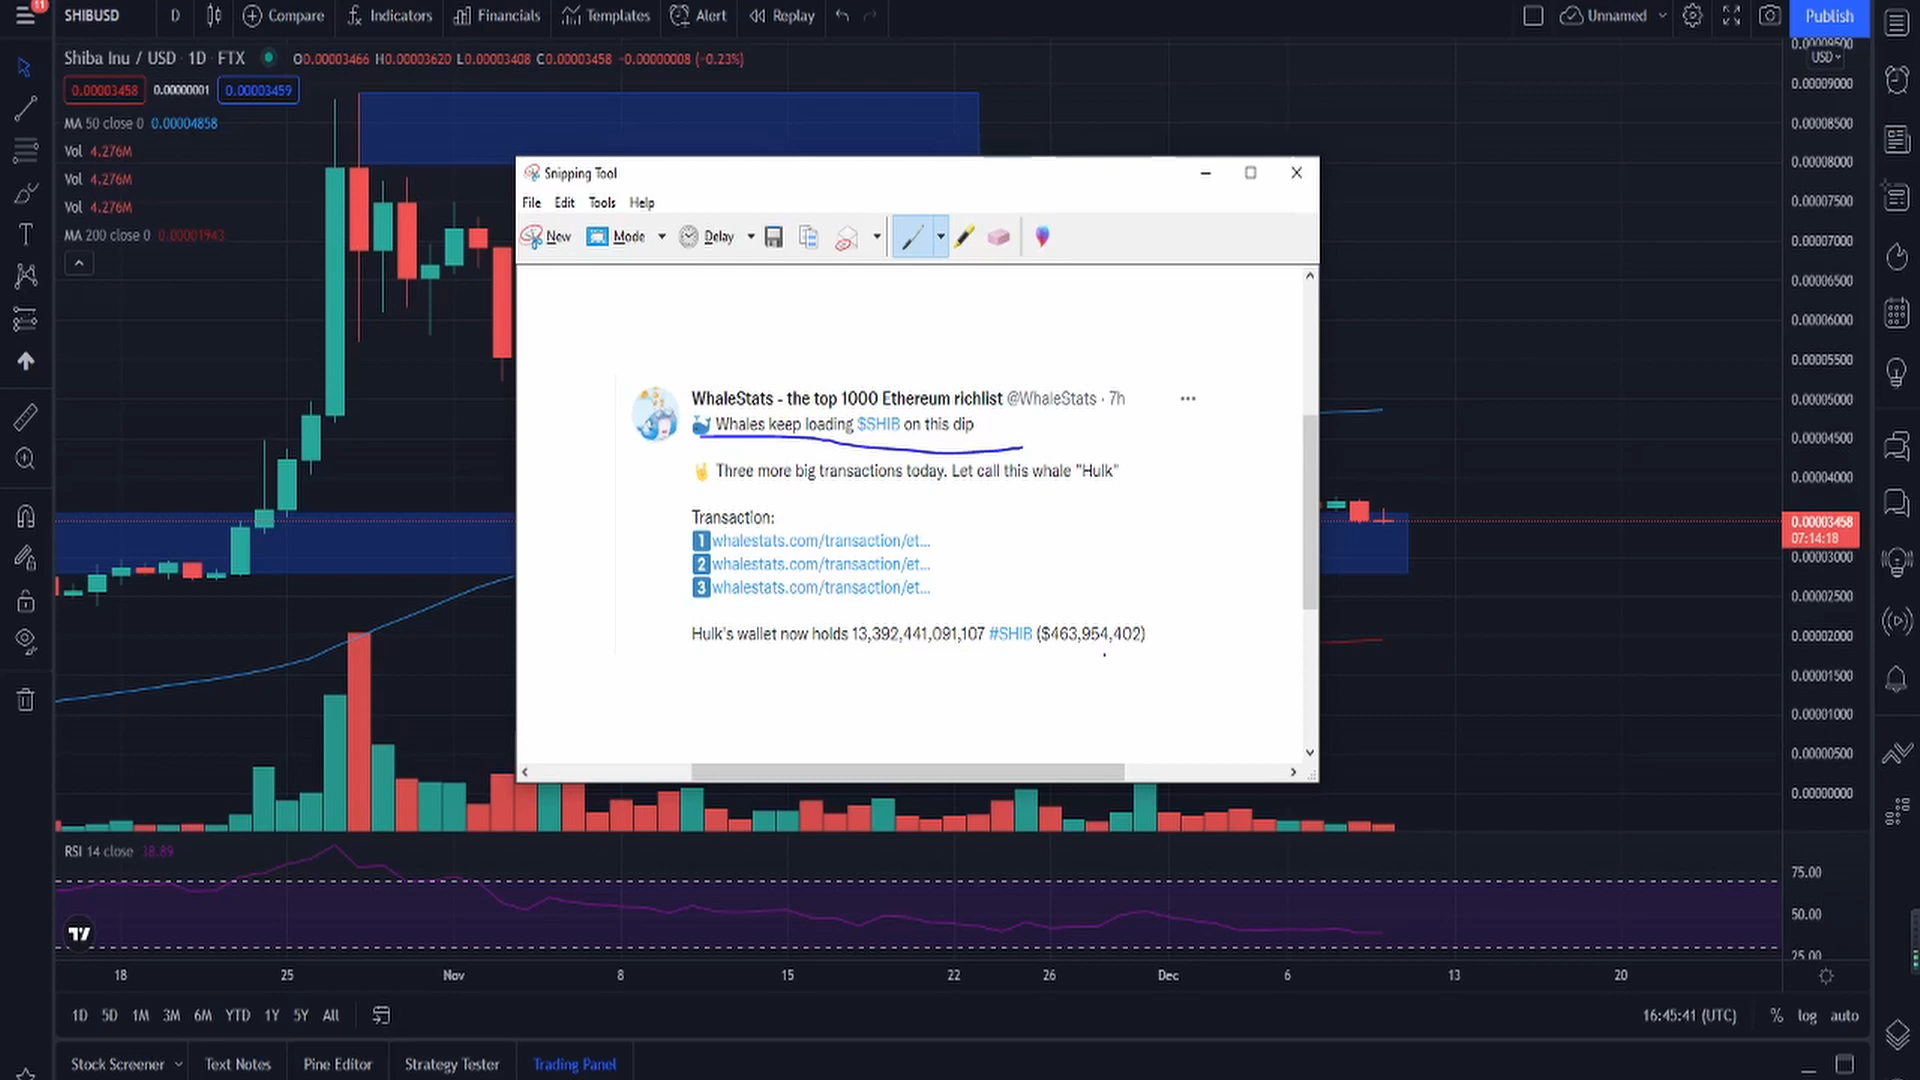 11
SHIBUSD
D
Compare
Indicators
Financials
Templates
Alert
Replay
Unnamed
Publish
Shiba Inu / USD · 1D · FTX
O0.00003466 H0.00003620 L0.00003408 C0.00003458 -0.00000008 (-0.23%)
0.00003458 0.00000001 0.00003459
MA 50 close 0 0.00004858
Vol 4.276M
Vol 4.276M
Vol 4.276M
MA 200 close 0 0.00001943
Snipping Tool
File Edit Tools Help
New Mode Delay
WhaleStats - the top 1000 Ethereum richlist @WhaleStats · 7h
Whales keep loading $SHIB on this dip
Three more big transactions today. Let call this whale "Hulk"
Transaction:
1 whalestats.com/transaction/et...
2 whalestats.com/transaction/et...
3 whalestats.com/transaction/et...
Hulk's wallet now holds 13,392,441,091,107 #SHIB ($463,954,402)
0.00009500
USD
0.00009000
0.00008500
0.00008000
0.00007500
0.00007000
0.00006500
0.00006000
0.00005500
0.00005000
0.00004500
0.00004000
0.00003458
07:14:18
0.00003000
0.00002500
0.00002000
0.00001500
0.00001000
0.00000500
0.00000000
RSI 14 close 38.89
75.00
50.00
25.00
18 25 Nov 8 15 22 26 Dec 6 13 20
1D 5D 1M 3M 6M YTD 1Y 5Y All
16:45:41 (UTC) % log auto
Stock Screener Text Notes Pine Editor Strategy Tester Trading Panel